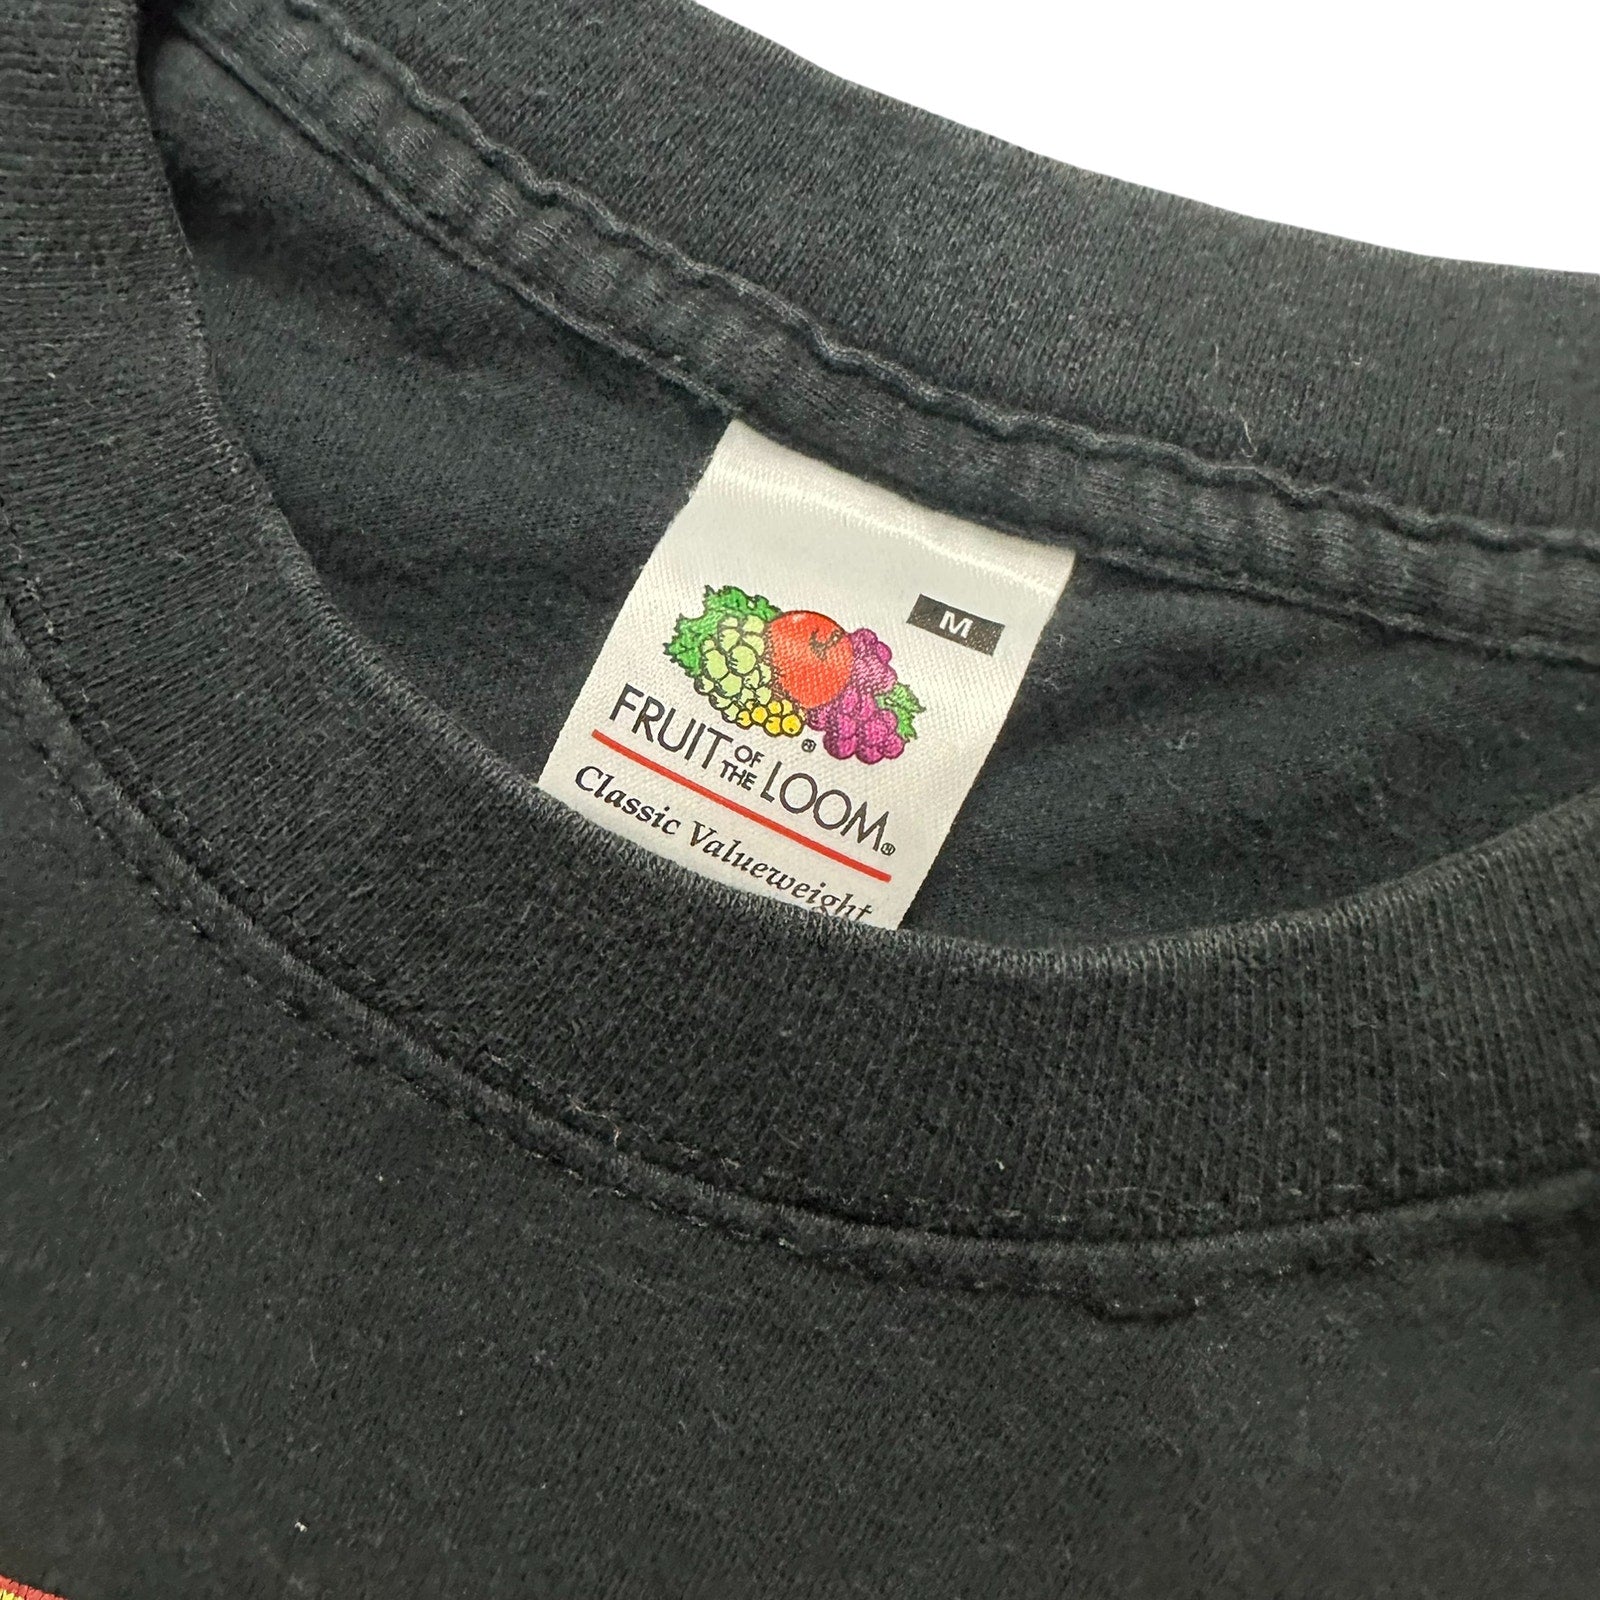 M
FRUIT OF THE LOOM®
Classic Valueweight